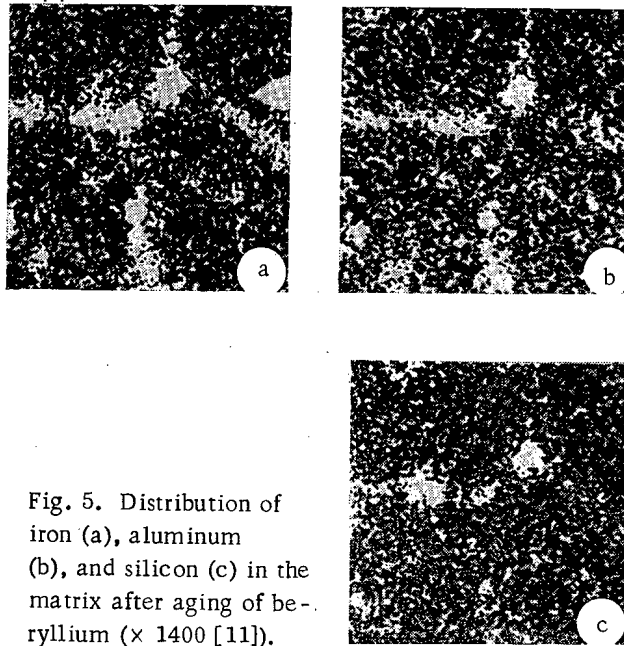 a
b
Fig. 5. Distribution of
iron (a), aluminum
(b), and silicon (c) in the
matrix after aging of be-
ryllium (× 1400 [11]).
c